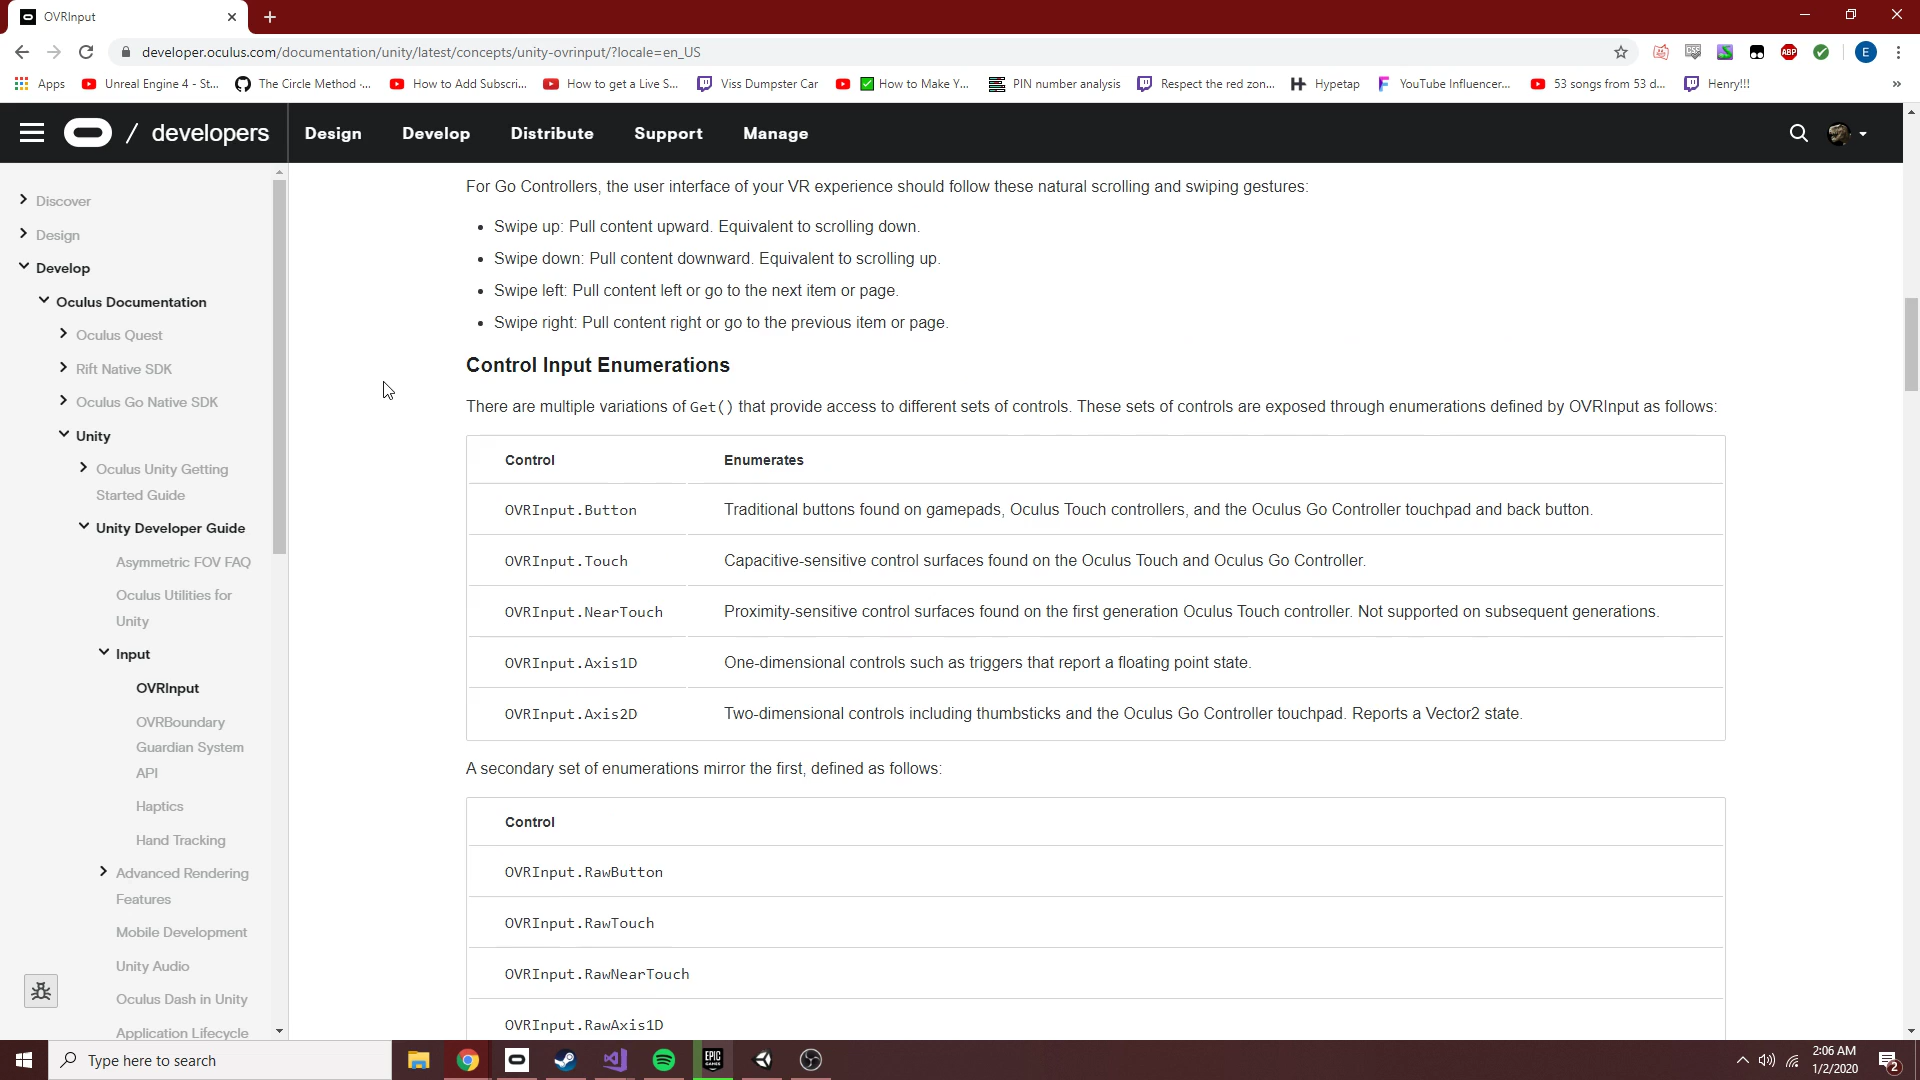 OVRInput
developer.oculus.com/documentation/unity/latest/concepts/unity-ovrinput/?locale=en_US
CSS
ABP
E
Apps
Unreal Engine 4 - St...
The Circle Method -...
How to Add Subscri...
How to get a Live S...
Viss Dumpster Car
How to Make Y...
PIN number analysis
Respect the red zon...
Hypetap
YouTube Influencer...
53 songs from 53 d...
Henry!!!
»
/ developers
Design
Develop
Distribute
Support
Manage
Discover
Design
Develop
Oculus Documentation
Oculus Quest
Rift Native SDK
Oculus Go Native SDK
Unity
Oculus Unity Getting
Started Guide
Unity Developer Guide
Asymmetric FOV FAQ
Oculus Utilities for
Unity
Input
OVRInput
OVRBoundary
Guardian System
API
Haptics
Hand Tracking
Advanced Rendering
Features
Mobile Development
Unity Audio
Oculus Dash in Unity
Application Lifecycle
For Go Controllers, the user interface of your VR experience should follow these natural scrolling and swiping gestures:
• Swipe up: Pull content upward. Equivalent to scrolling down.
• Swipe down: Pull content downward. Equivalent to scrolling up.
• Swipe left: Pull content left or go to the next item or page.
• Swipe right: Pull content right or go to the previous item or page.
Control Input Enumerations
There are multiple variations of Get() that provide access to different sets of controls. These sets of controls are exposed through enumerations defined by OVRInput as follows:
Control Enumerates
OVRInput.Button Traditional buttons found on gamepads, Oculus Touch controllers, and the Oculus Go Controller touchpad and back button.
OVRInput.Touch Capacitive-sensitive control surfaces found on the Oculus Touch and Oculus Go Controller.
OVRInput.NearTouch Proximity-sensitive control surfaces found on the first generation Oculus Touch controller. Not supported on subsequent generations.
OVRInput.Axis1D One-dimensional controls such as triggers that report a floating point state.
OVRInput.Axis2D Two-dimensional controls including thumbsticks and the Oculus Go Controller touchpad. Reports a Vector2 state.
A secondary set of enumerations mirror the first, defined as follows:
Control
OVRInput.RawButton
OVRInput.RawTouch
OVRInput.RawNearTouch
OVRInput.RawAxis1D
Type here to search
EPIC
GAMES
2:06 AM
1/2/2020
2